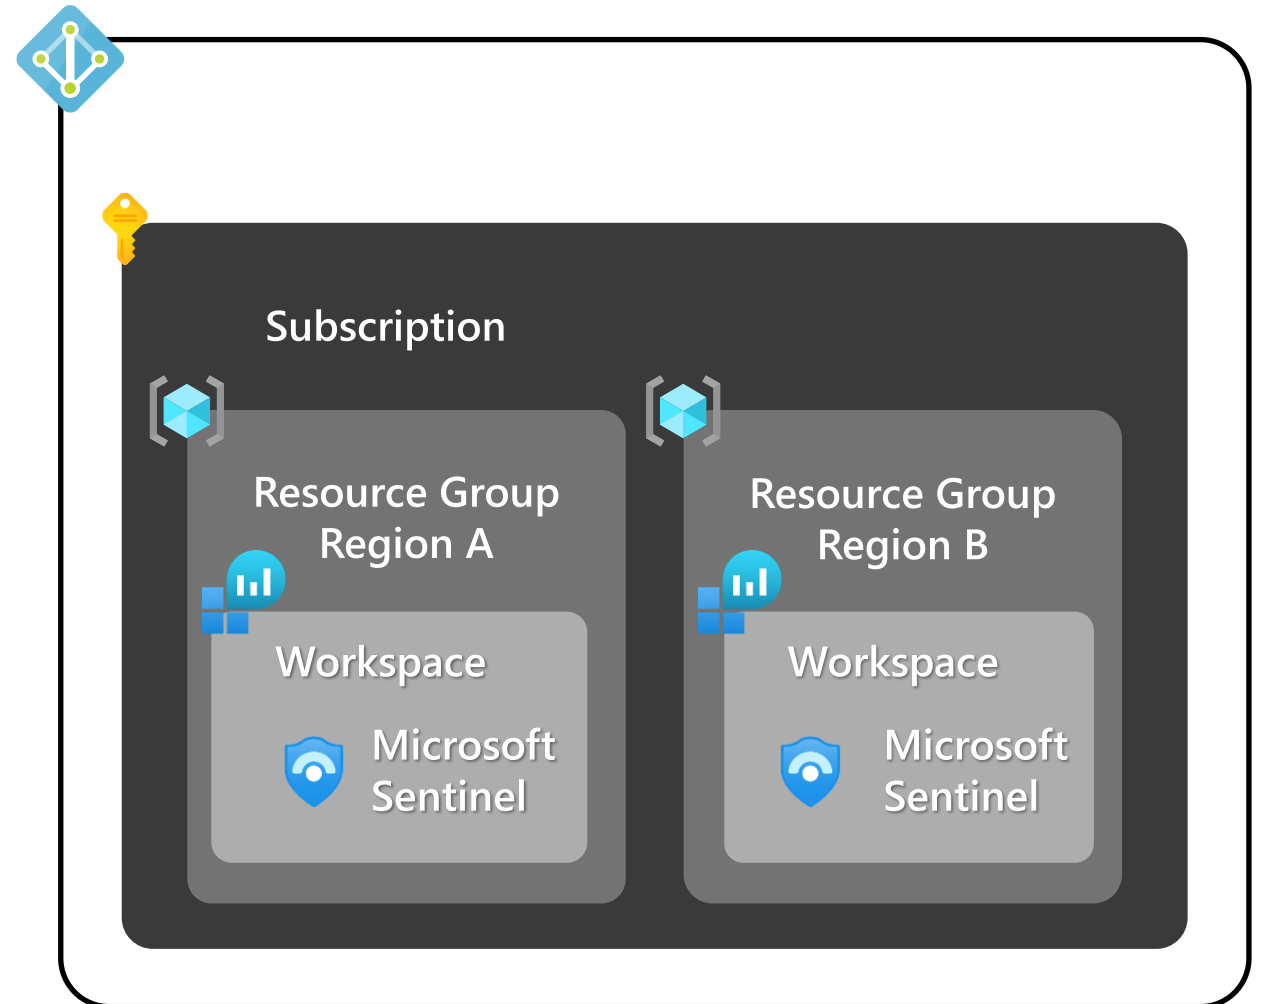 Subscription
Resource Group
Region A
Workspace
Microsoft
Sentinel
Resource Group
Region B
Workspace
Microsoft
Sentinel